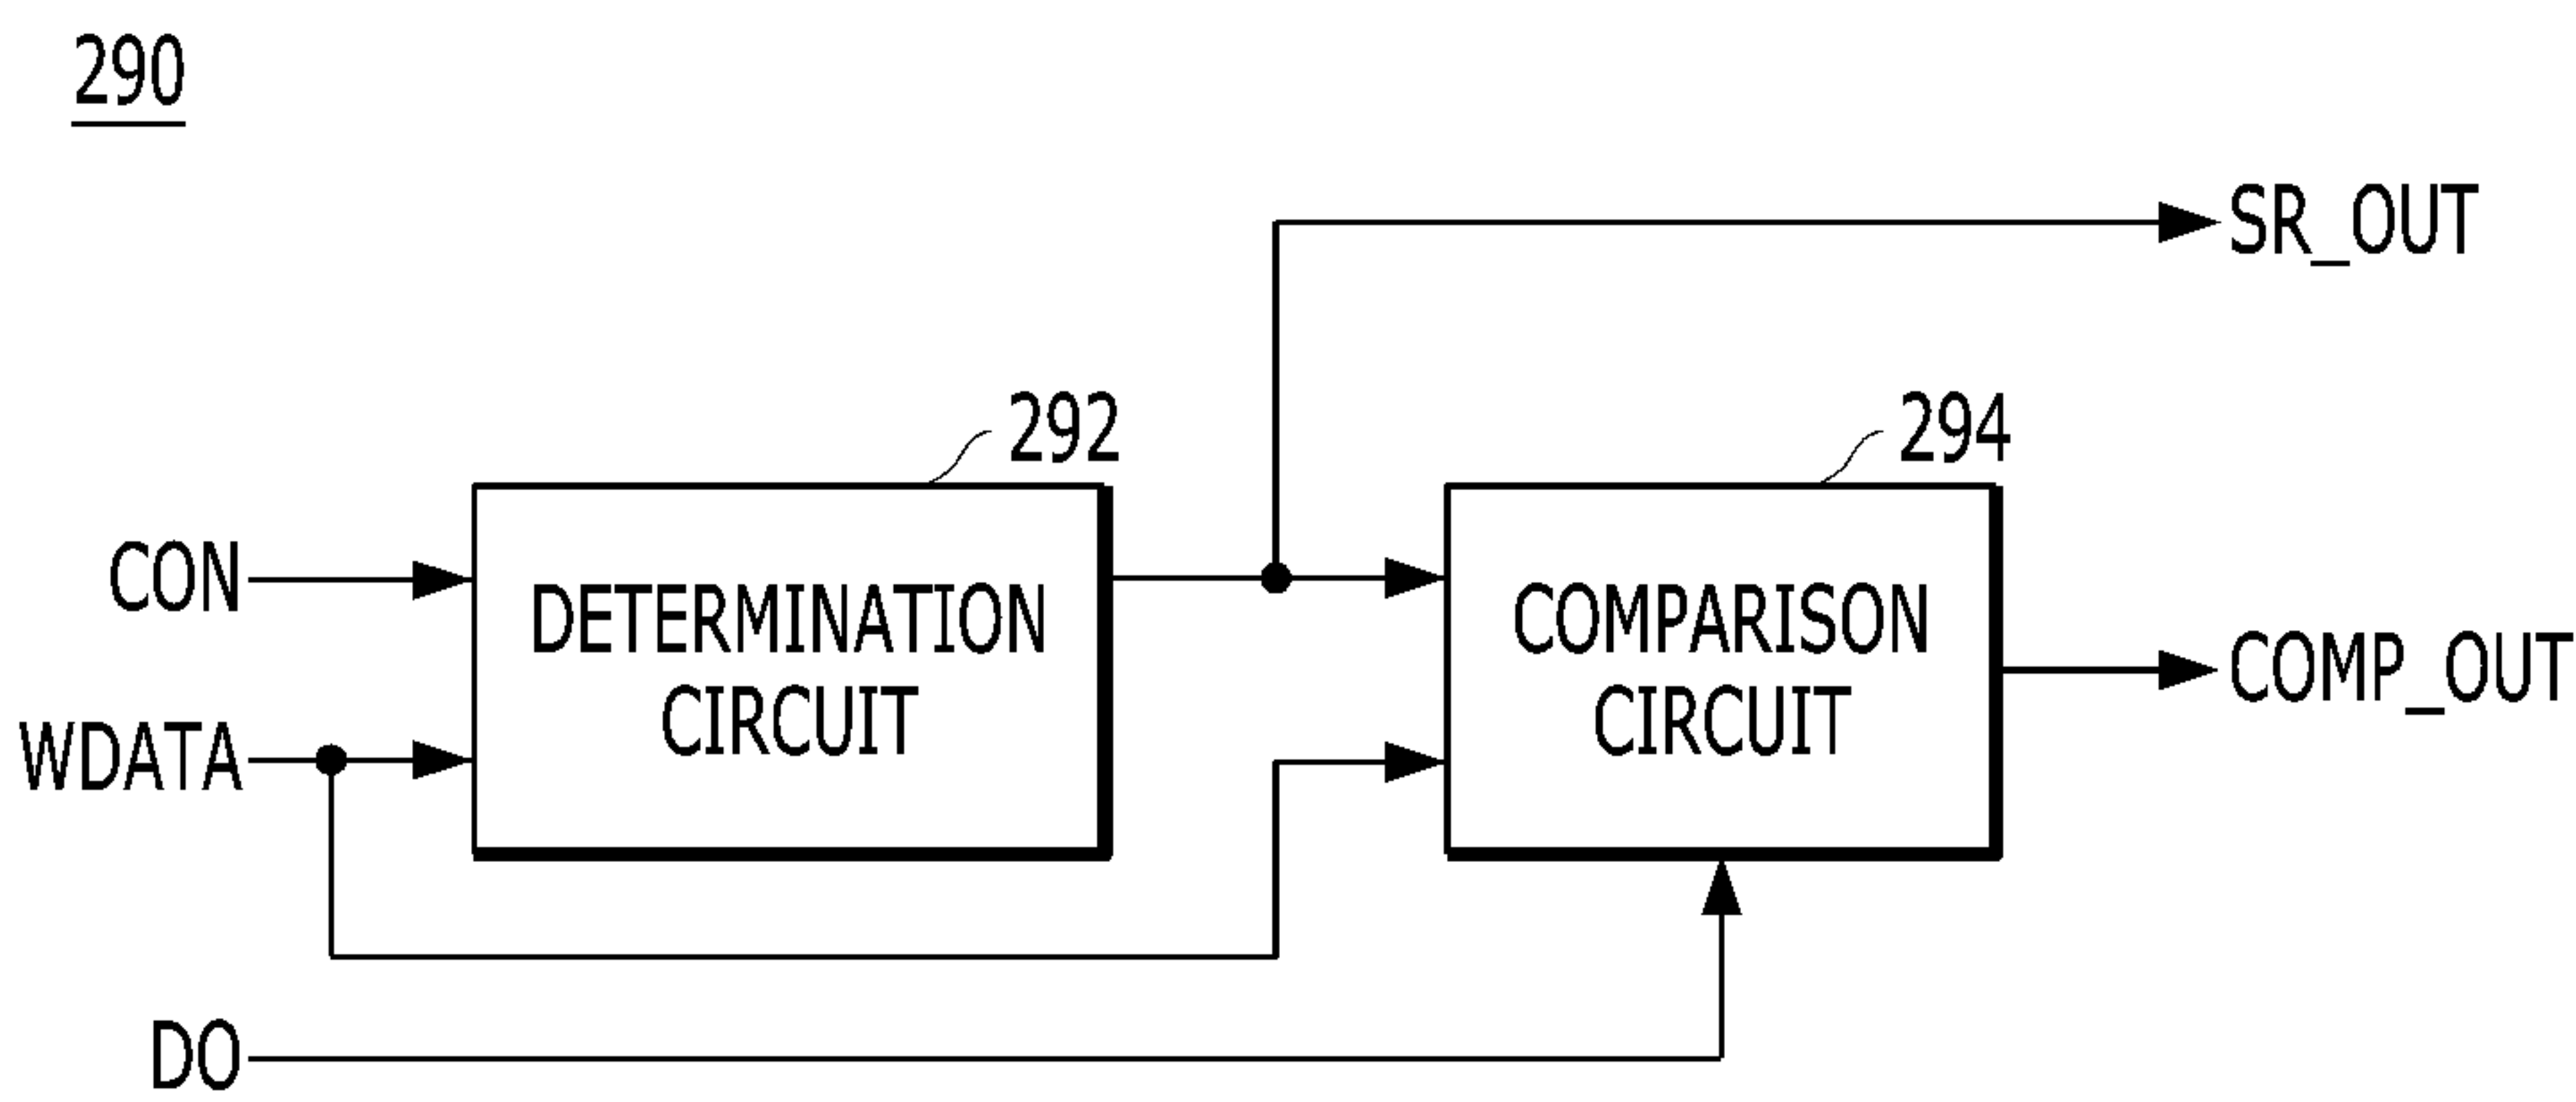 290
SR_OUT
292
294
CON
DETERMINATION
CIRCUIT
COMPARISON
CIRCUIT
COMP_OUT
WDATA
DO